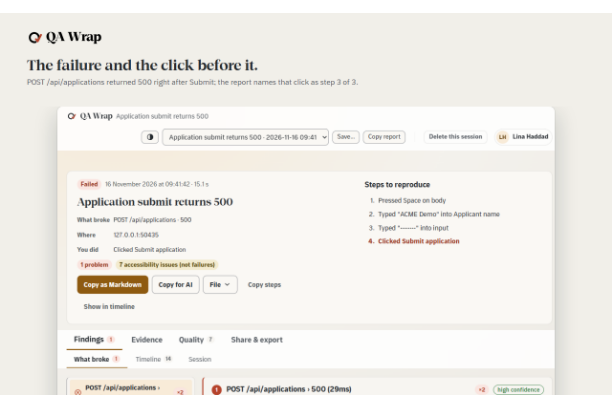 QA Wrap
The failure and the click before it.
POST /api/applications returned 500 right after Submit; the report names that click as step 3 of 3.
QA Wrap Application submit returns 500
Application submit returns 500 - 2026-11-16 09:41
Save...
Copy report
Delete this session
LH Lina Haddad
Failed 16 November 2026 at 09:41:42 · 15.1 s
Application submit returns 500
What broke POST /api/applications · 500
Where 127.0.0.1:50435
You did Clicked Submit application
1 problem 7 accessibility issues (not failures)
Copy as Markdown Copy for AI File Copy steps
Show in timeline
Steps to reproduce
1. Pressed Space on body
2. Typed "ACME Demo" into Applicant name
3. Typed "-------" into input
4. Clicked Submit application
Findings 1 Evidence Quality 7 Share & export
What broke 1 Timeline 14 Session
POST /api/applications › +2
! POST /api/applications › 500 (29ms) +2 high confidence